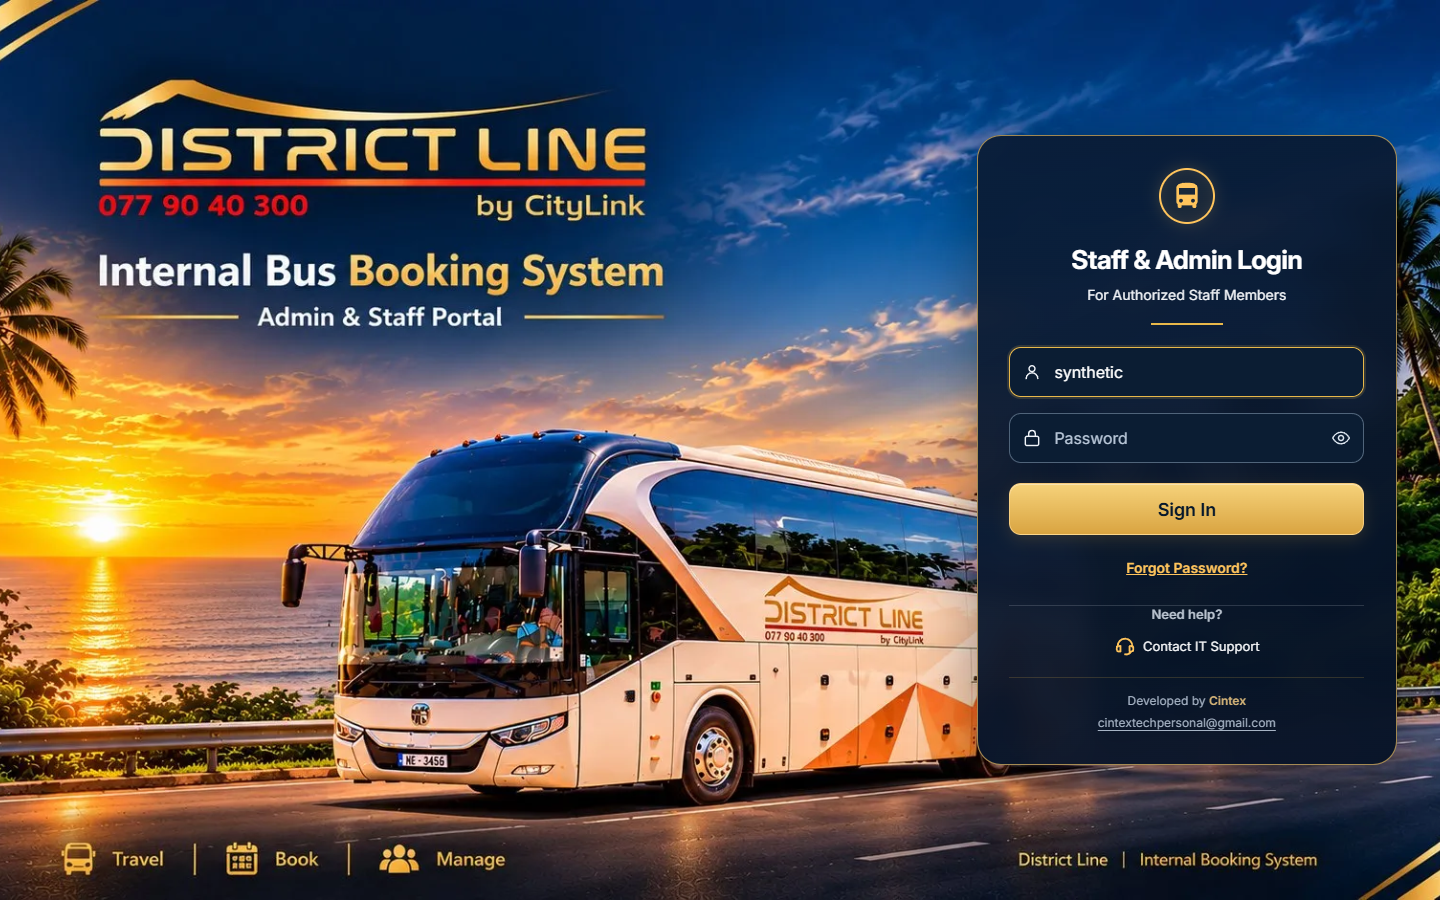 DISTRICT LINE
077 90 40 300 by CityLink
Internal Bus Booking System
Admin & Staff Portal
Staff & Admin Login
For Authorized Staff Members
synthetic
Password
Sign In
Forgot Password?
Need help?
Contact IT Support
Developed by Cintex
cintextechpersonal@gmail.com
DISTRICT LINE
077 90 40 300 by CityLink
NE - 3456
Travel | Book | Manage
District Line | Internal Booking System